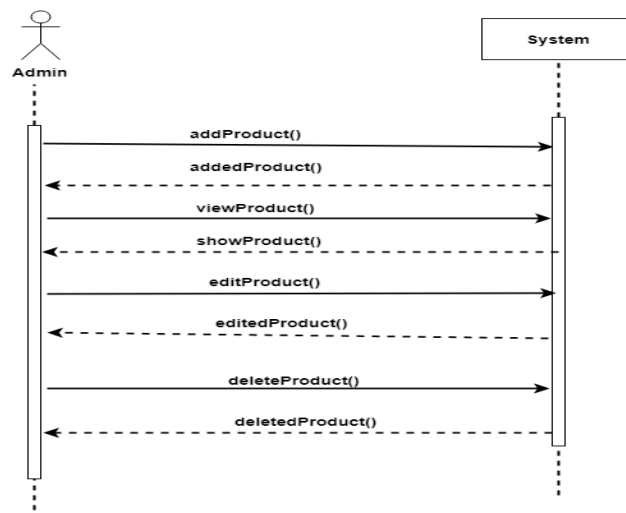 Admin
System
addProduct()
addedProduct()
viewProduct()
showProduct()
editProduct()
editedProduct()
deleteProduct()
deletedProduct()